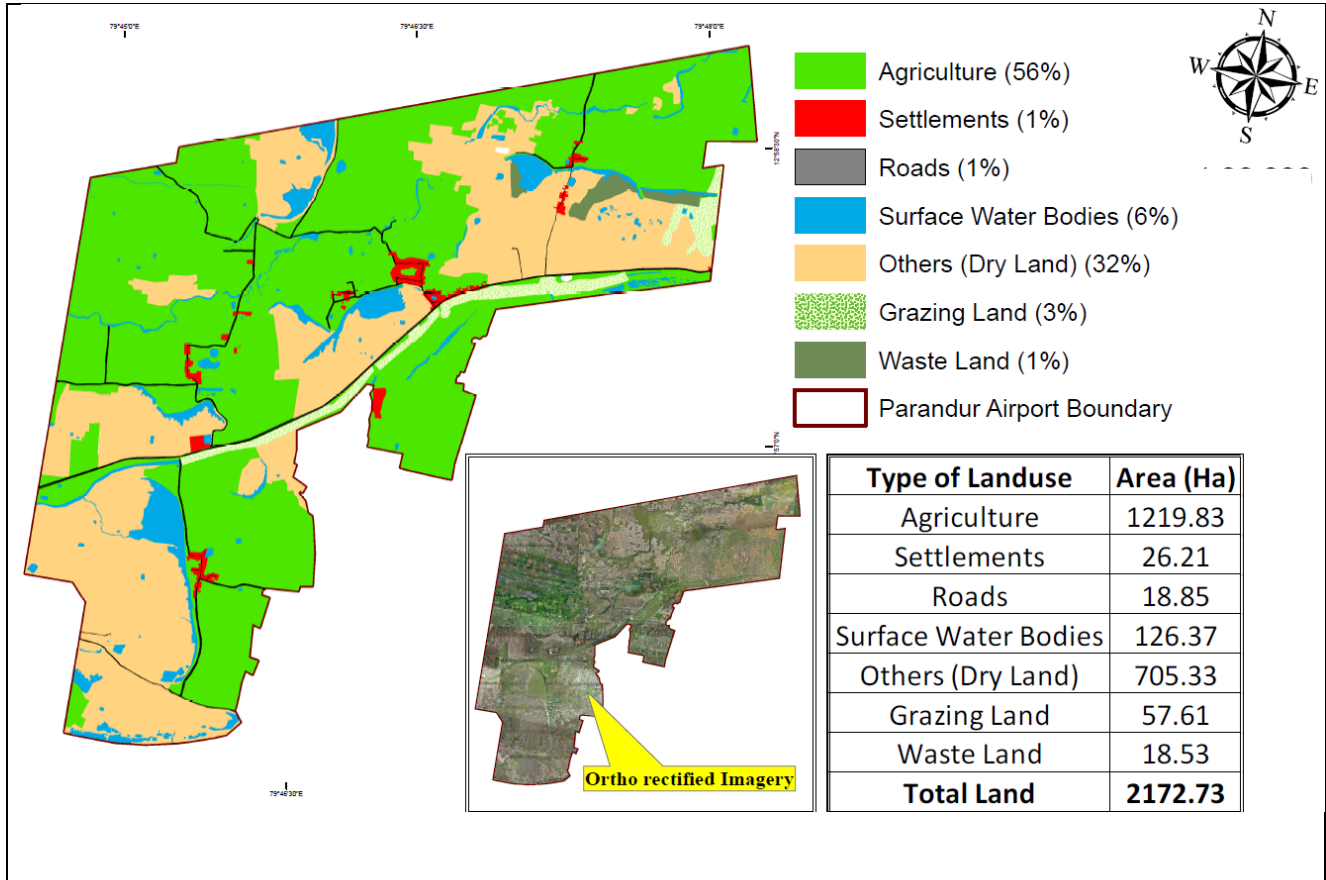 79°45'0"E
79°46'30"E
79°48'0"E
N
W
E
S
Agriculture (56%)
Settlements (1%)
Roads (1%)
Surface Water Bodies (6%)
Others (Dry Land) (32%)
Grazing Land (3%)
Waste Land (1%)
Parandur Airport Boundary
12°58'30"N
57'0"N
79°46'30"E
Ortho rectified Imagery
Type of Landuse Area (Ha)
Agriculture 1219.83
Settlements 26.21
Roads 18.85
Surface Water Bodies 126.37
Others (Dry Land) 705.33
Grazing Land 57.61
Waste Land 18.53
Total Land 2172.73